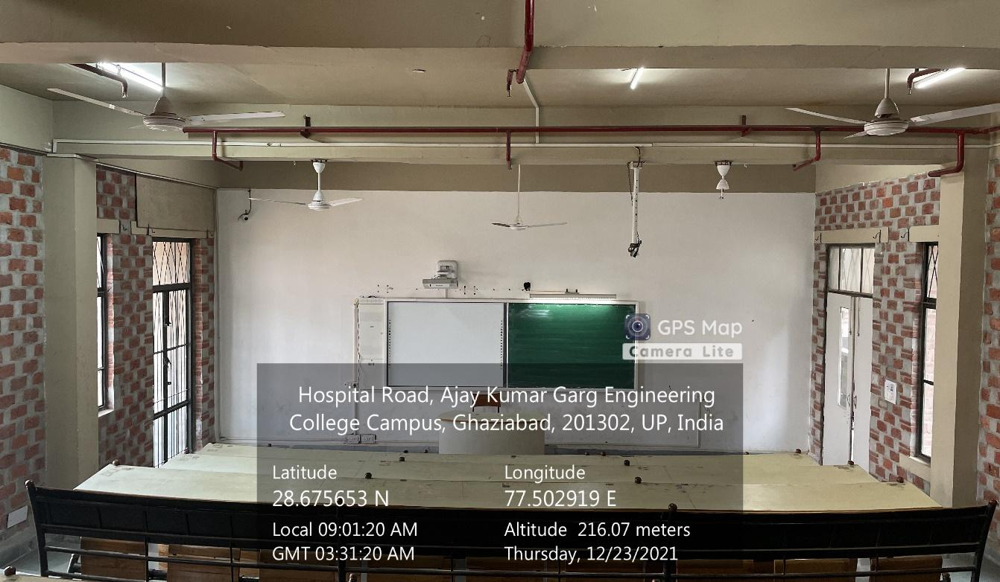 GPS Map
Camera Lite
Hospital Road, Ajay Kumar Garg Engineering
College Campus, Ghaziabad, 201302, UP, India
Latitude
28.675653 N
Longitude
77.502919 E
Local 09:01:20 AM
GMT 03:31:20 AM
Altitude 216.07 meters
Thursday, 12/23/2021